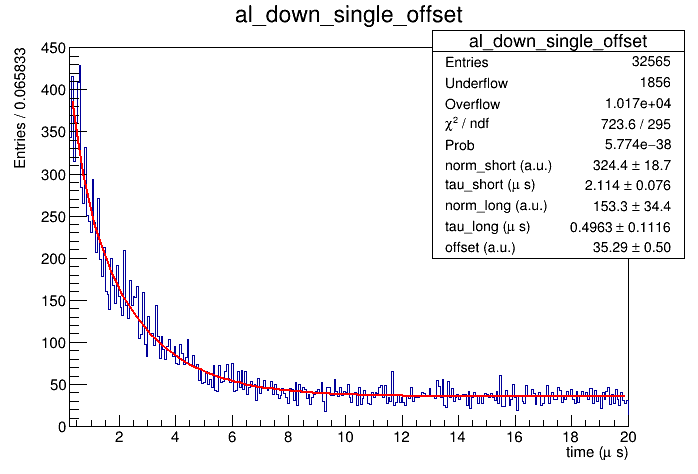 al_down_single_offset
al_down_single_offset
Entries 32565
Underflow 1856
Overflow 1.017e+04
χ² / ndf 723.6 / 295
Prob 5.774e−38
norm_short (a.u.) 324.4 ± 18.7
tau_short (μ s) 2.114 ± 0.076
norm_long (a.u.) 153.3 ± 34.4
tau_long (μ s) 0.4963 ± 0.1116
offset (a.u.) 35.29 ± 0.50
Entries / 0.065833
450
400
350
300
250
200
150
100
50
0
2 4 6 8 10 12 14 16 18 20
time (μ s)